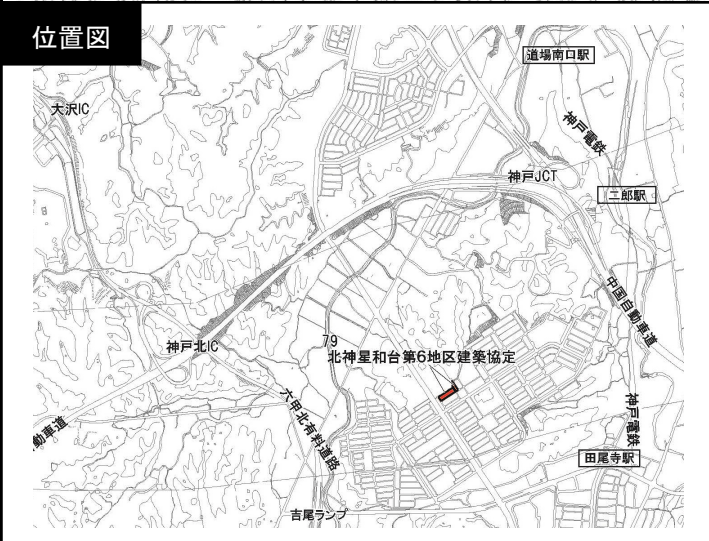 位置図
道場南口駅
大沢IC
神戸電鉄
神戸JCT
二郎駅
中国自動車道
神戸北IC
79
北神星和台第6地区建築協定
六甲北有料道路
動車道
神戸電鉄
田尾寺駅
吉尾ランプ